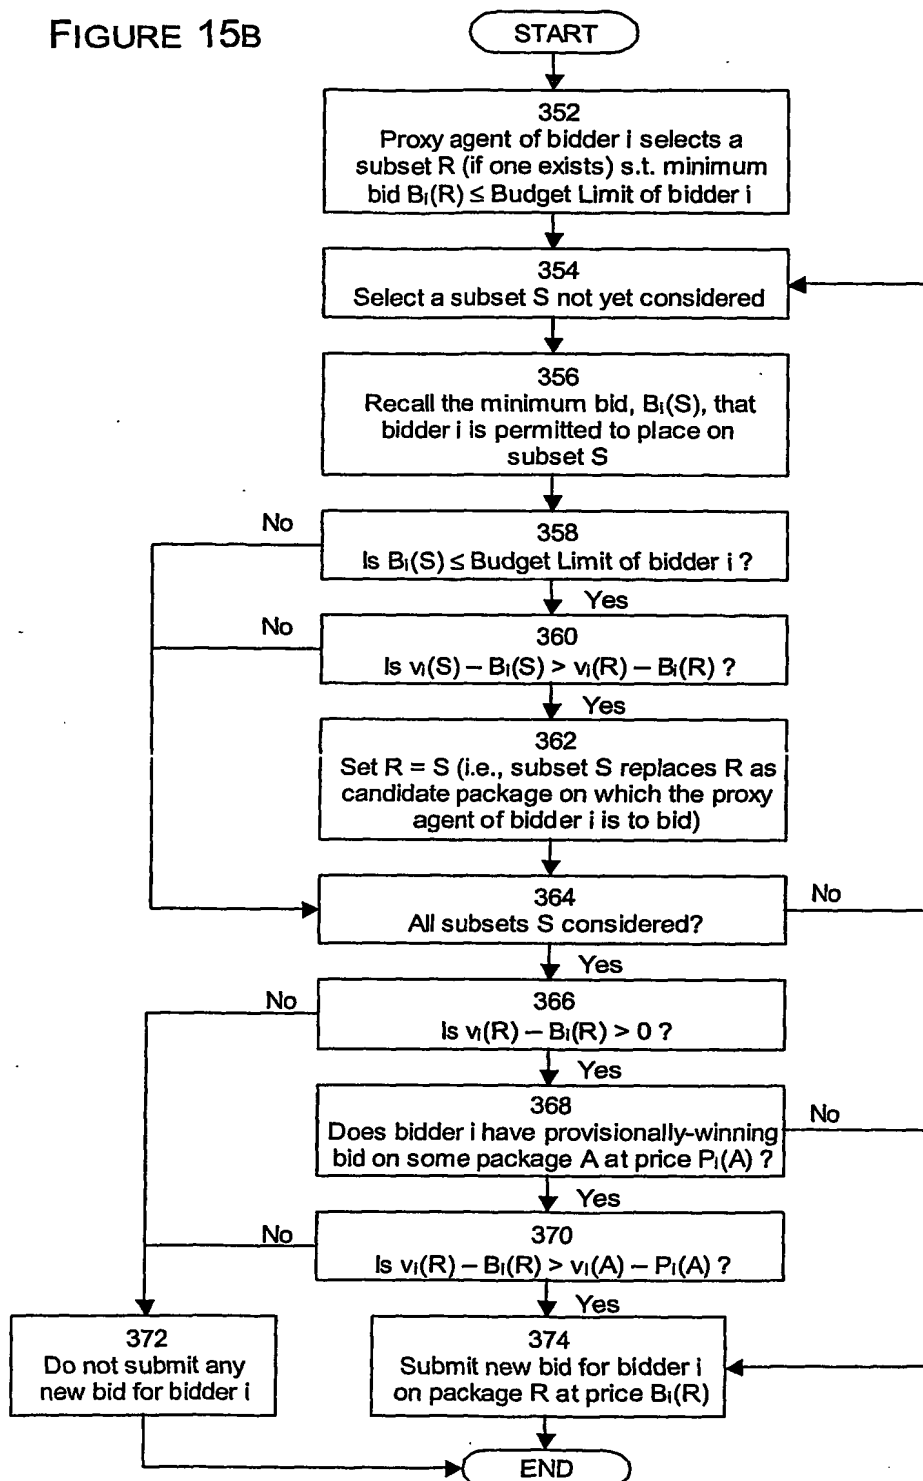 FIGURE 15B
START
352
Proxy agent of bidder i selects a
subset R (if one exists) s.t. minimum
bid Bi(R) ≤ Budget Limit of bidder i
354
Select a subset S not yet considered
356
Recall the minimum bid, Bi(S), that
bidder i is permitted to place on
subset S
No
358
Is Bi(S) ≤ Budget Limit of bidder i ?
Yes
No
360
Is vi(S) – Bi(S) > vi(R) – Bi(R) ?
Yes
362
Set R = S (i.e., subset S replaces R as
candidate package on which the proxy
agent of bidder i is to bid)
364
All subsets S considered?
No
Yes
No
366
Is vi(R) – Bi(R) > 0 ?
Yes
368
Does bidder i have provisionally-winning
bid on some package A at price Pi(A) ?
No
Yes
No
370
Is vi(R) – Bi(R) > vi(A) – Pi(A) ?
Yes
372
Do not submit any
new bid for bidder i
374
Submit new bid for bidder i
on package R at price Bi(R)
END